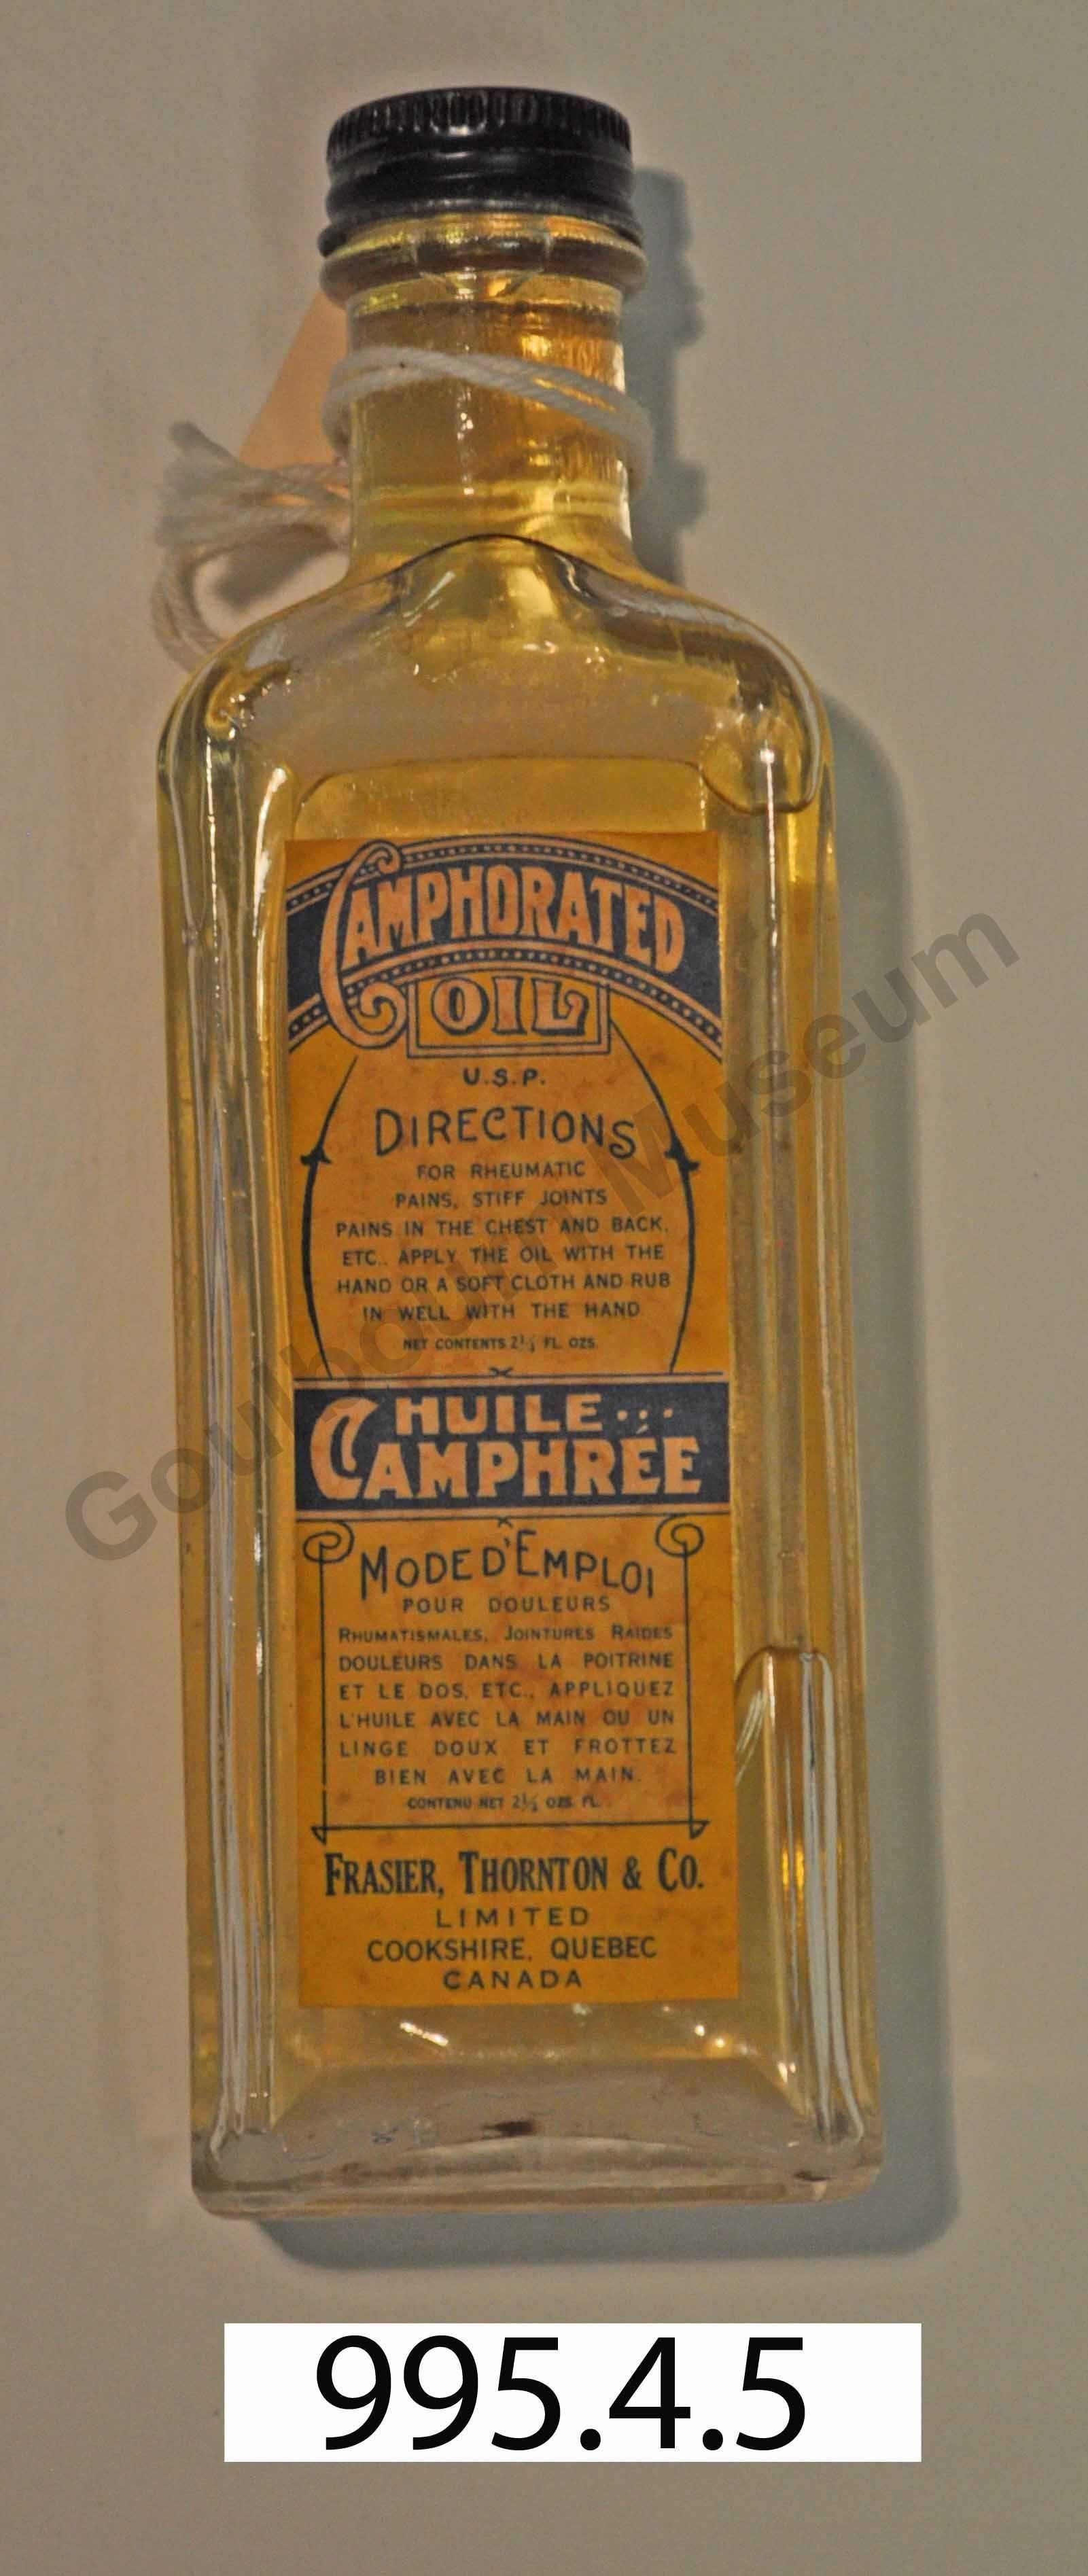 CAMPHORATED
OIL
U.S.P.
DIRECTIONS
FOR RHEUMATIC
PAINS, STIFF JOINTS
PAINS IN THE CHEST AND BACK,
ETC., APPLY THE OIL WITH THE
HAND OR A SOFT CLOTH AND RUB
IN WELL WITH THE HAND
NET CONTENTS 2½ FL. OZS.
HUILE...
CAMPHRÉE
MODE D'EMPLOI
POUR DOULEURS
RHUMATISMALES, JOINTURES RAIDES
DOULEURS DANS LA POITRINE
ET LE DOS, ETC., APPLIQUEZ
L'HUILE AVEC LA MAIN OU UN
LINGE DOUX ET FROTTEZ
BIEN AVEC LA MAIN.
CONTENU NET 2½ OZS. FL.
FRASIER, THORNTON & CO.
LIMITED
COOKSHIRE, QUEBEC
CANADA
Goulbourn Museum
995.4.5